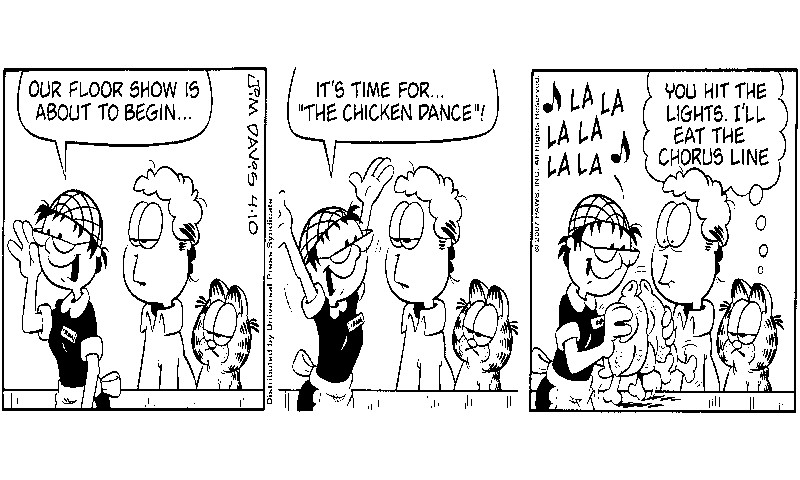 OUR FLOOR SHOW IS
ABOUT TO BEGIN...
JIM DAVIS 4·10
IT'S TIME FOR...
"THE CHICKEN DANCE"!
Distributed by Universal Press Syndicate
© 2007 PAWS, INC. All Rights Reserved.
♪ LA LA
LA LA
LA LA ♪
YOU HIT THE
LIGHTS. I'LL
EAT THE
CHORUS LINE